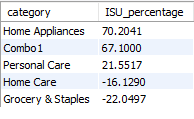 category ISU_percentage
Home Appliances 70.2041
Combo1 67.1000
Personal Care 21.5517
Home Care -16.1290
Grocery & Staples -22.0497